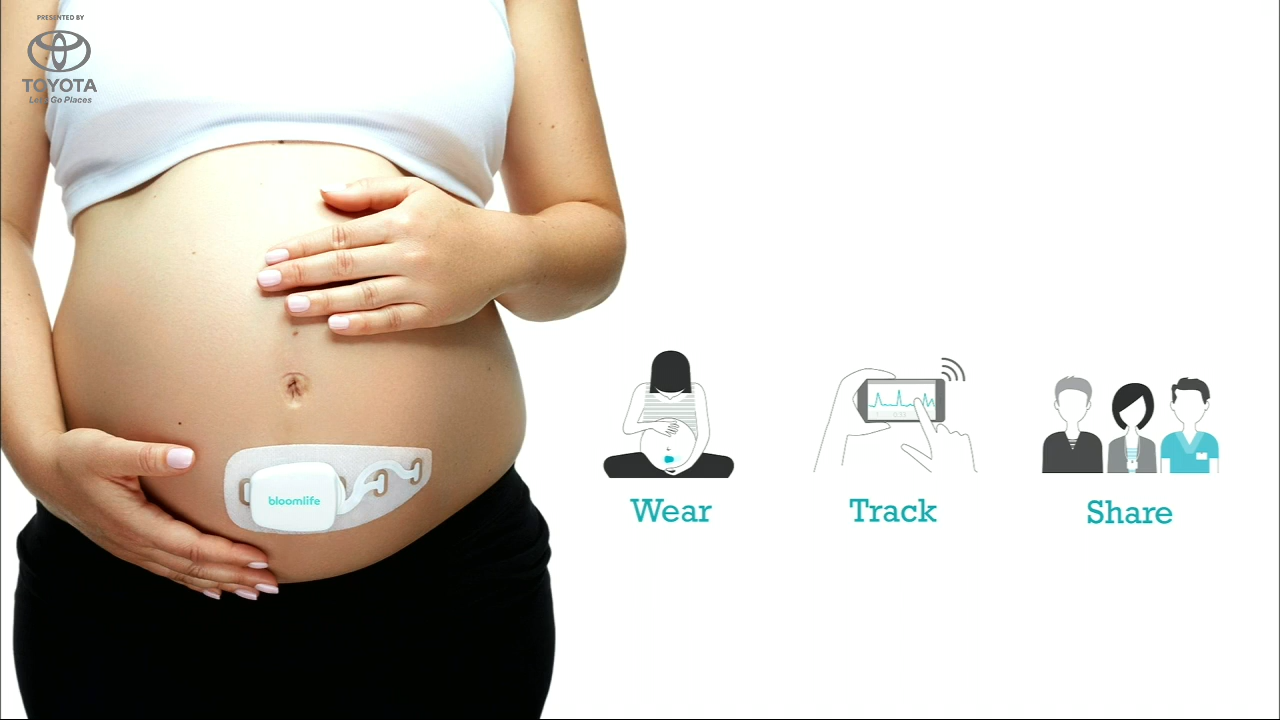 PRESENTED BY
TOYOTA
Let's Go Places
bloomlife
Wear
Track
Share